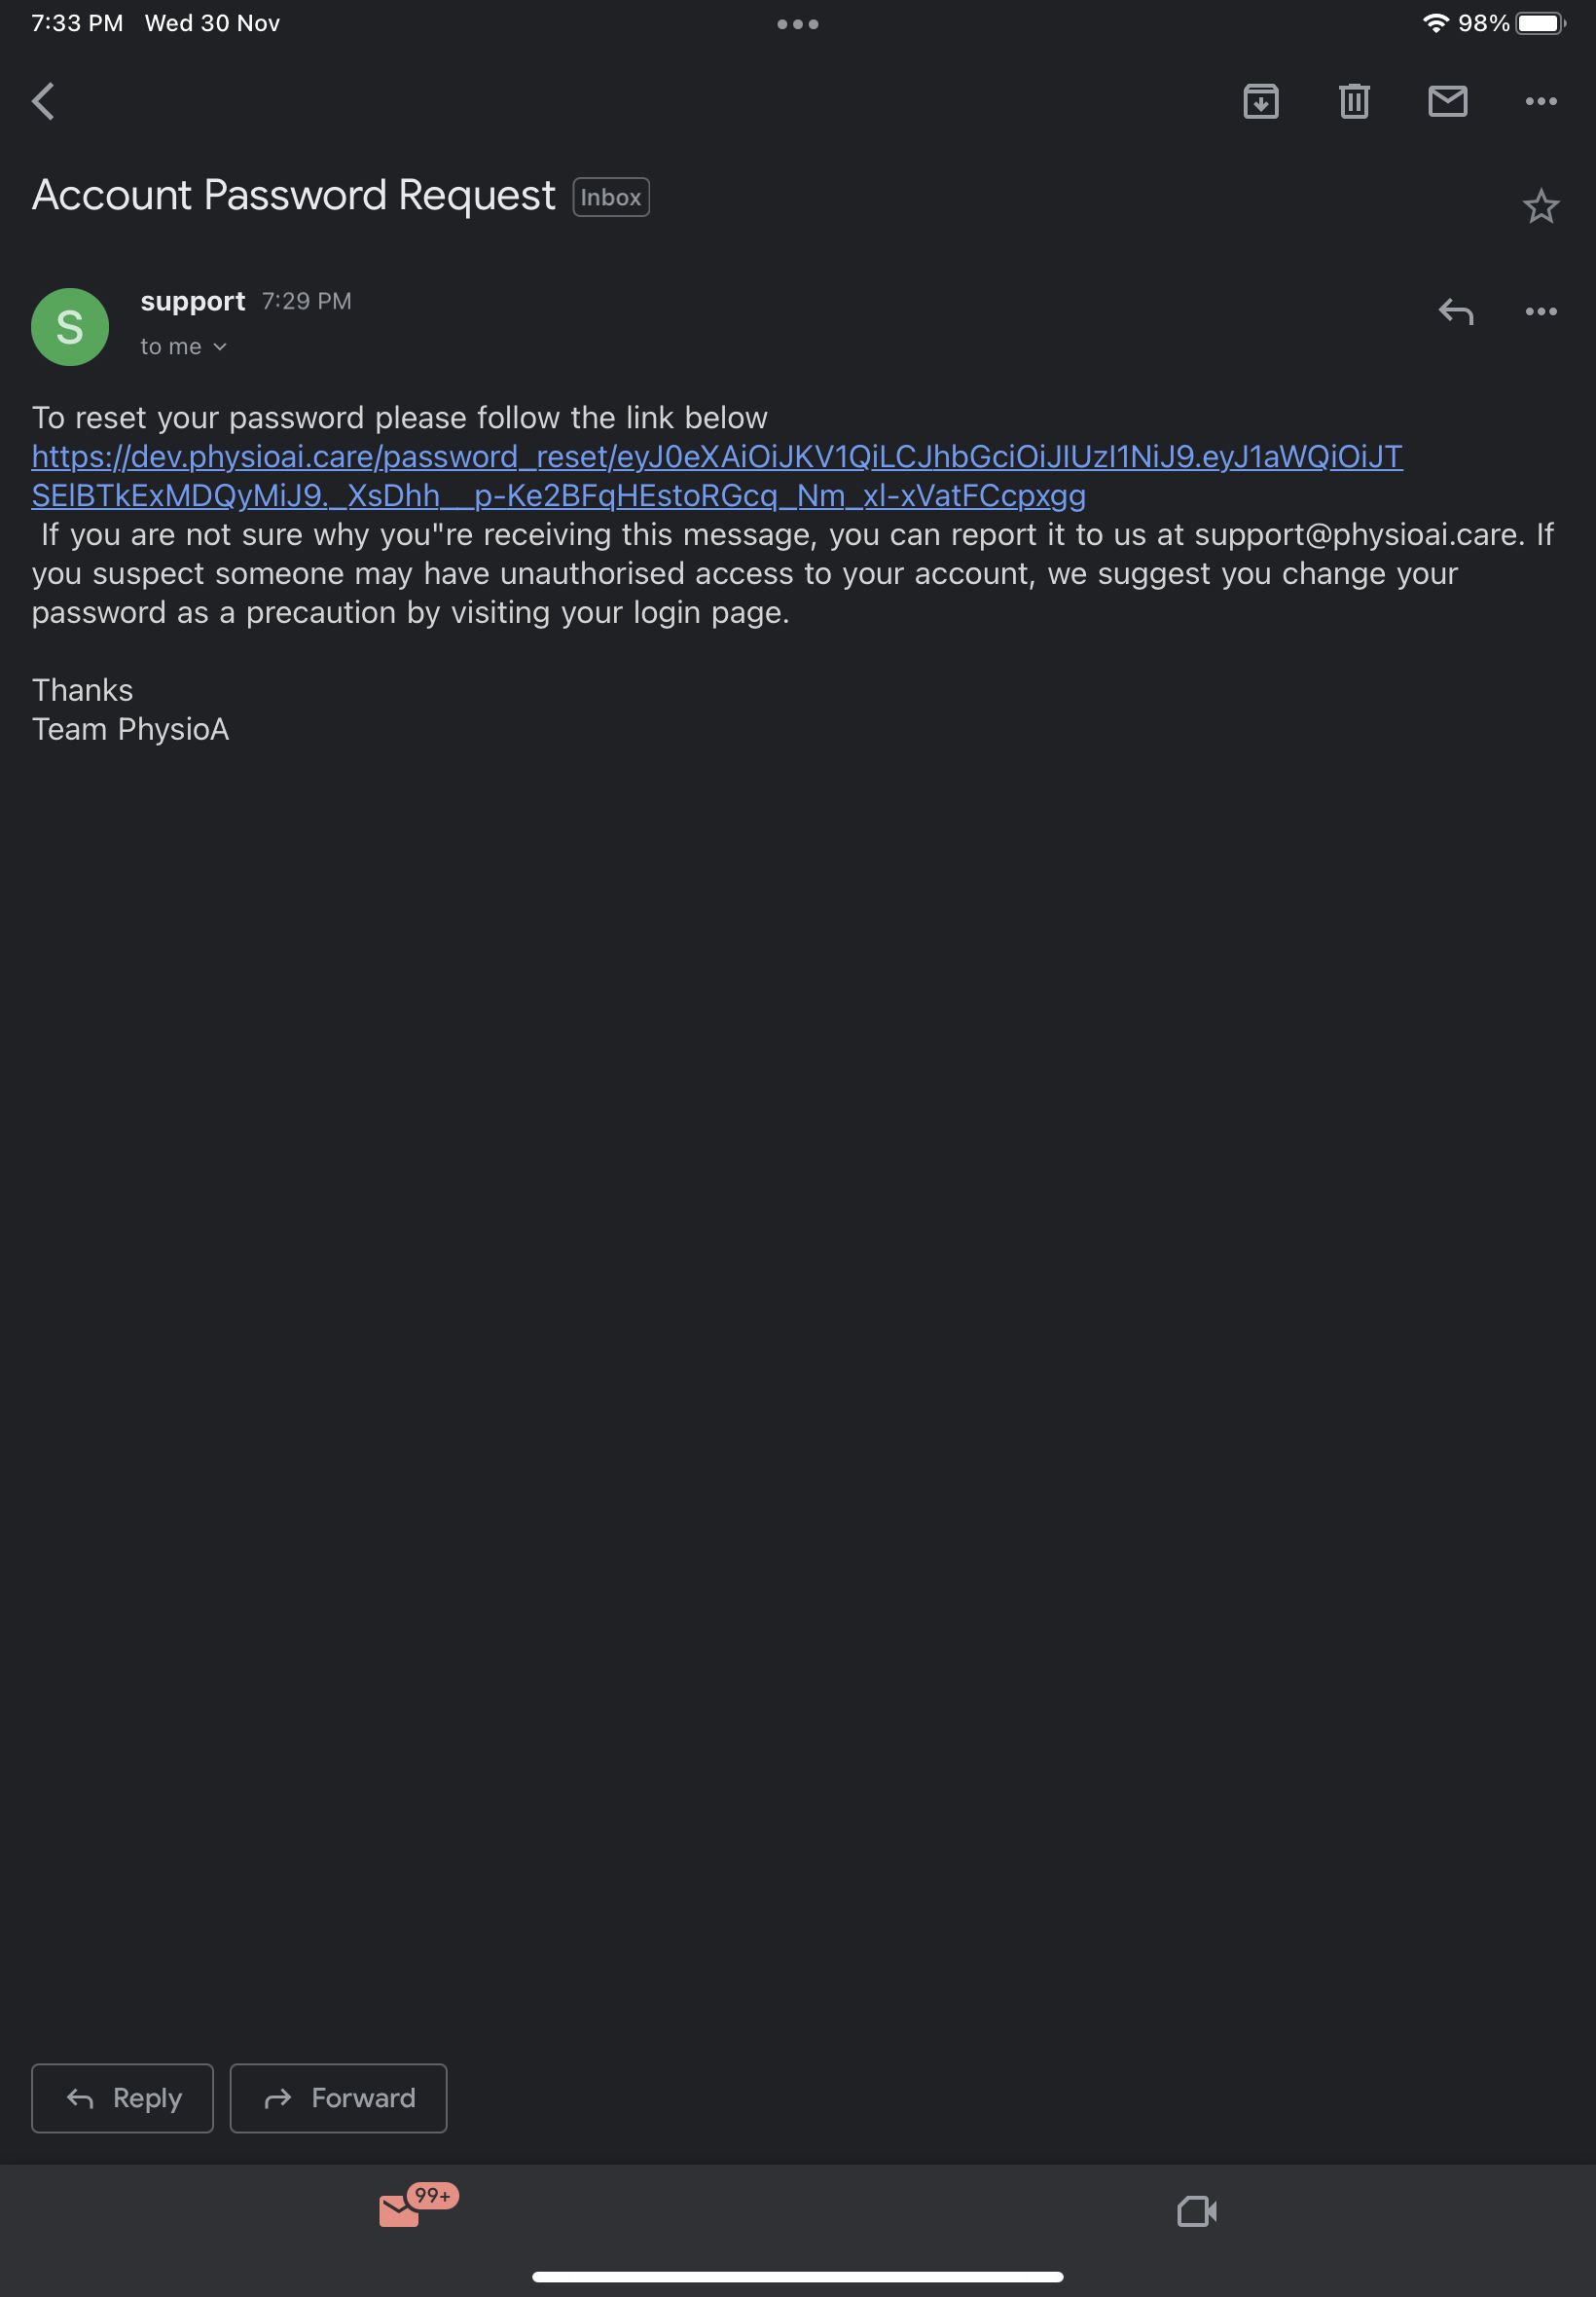 7:33 PM Wed 30 Nov
98%
Account Password Request Inbox
S
support 7:29 PM
to me
To reset your password please follow the link below
https://dev.physioai.care/password_reset/eyJ0eXAiOiJKV1QiLCJhbGciOiJIUzI1NiJ9.eyJ1aWQiOiJT
SElBTkExMDQyMiJ9._XsDhh__p-Ke2BFqHEstoRGcq_Nm_xl-xVatFCcpxgg
If you are not sure why you"re receiving this message, you can report it to us at support@physioai.care. If
you suspect someone may have unauthorised access to your account, we suggest you change your
password as a precaution by visiting your login page.
Thanks
Team PhysioA
Reply Forward
99+